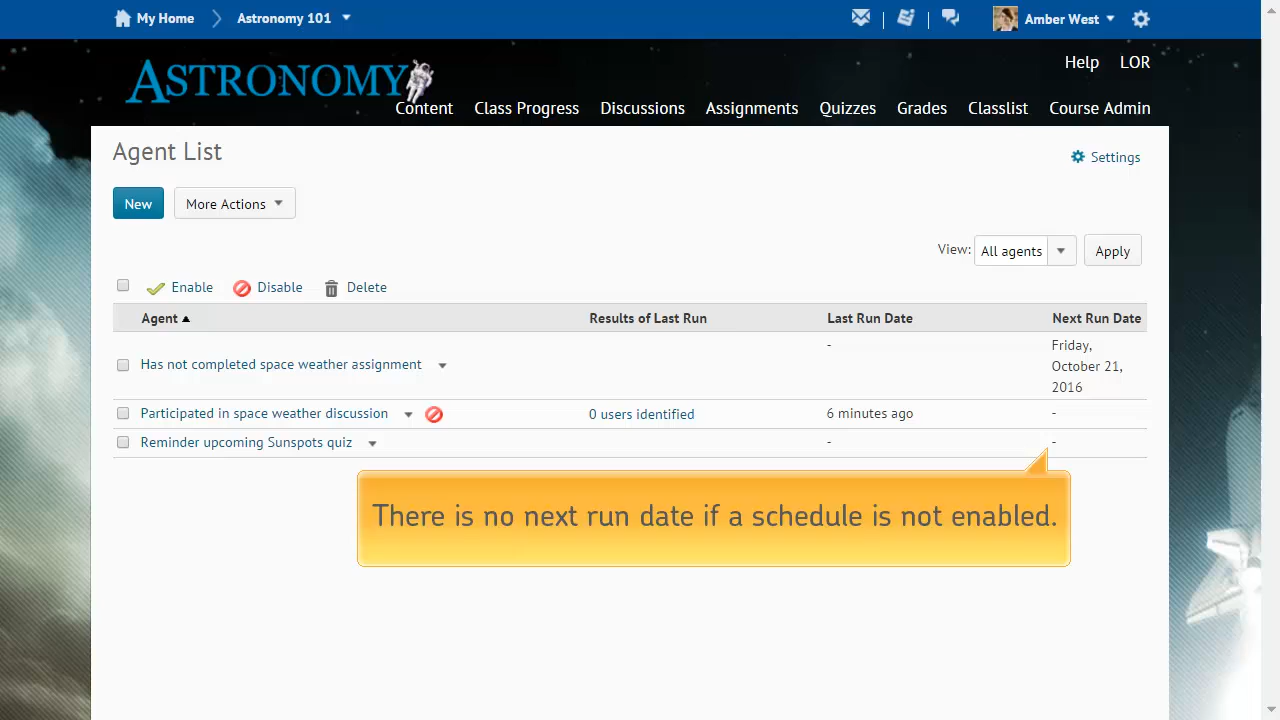 My Home
Astronomy 101
Amber West
ASTRONOMY
Help
LOR
Content
Class Progress
Discussions
Assignments
Quizzes
Grades
Classlist
Course Admin
Agent List
Settings
New
More Actions
View:
All agents
Apply
Enable
Disable
Delete
Agent
Results of Last Run
Last Run Date
Next Run Date
Has not completed space weather assignment
-
Friday,
October 21,
2016
Participated in space weather discussion
0 users identified
6 minutes ago
-
Reminder upcoming Sunspots quiz
-
-
There is no next run date if a schedule is not enabled.